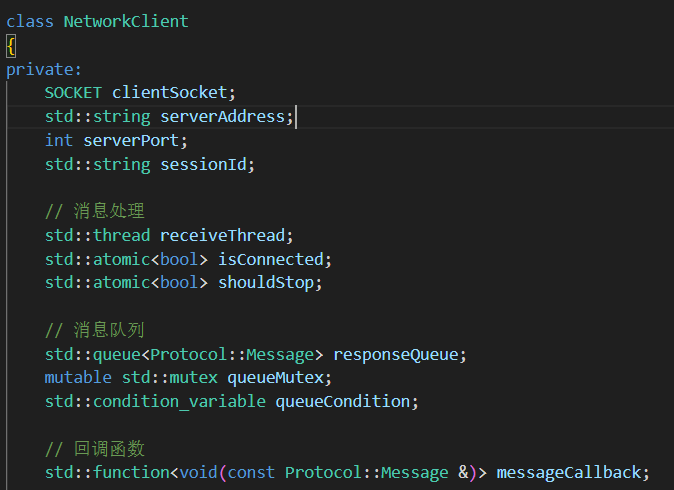 class NetworkClient
{
private:
SOCKET clientSocket;
std::string serverAddress;
int serverPort;
std::string sessionId;
// 消息处理
std::thread receiveThread;
std::atomic<bool> isConnected;
std::atomic<bool> shouldStop;
// 消息队列
std::queue<Protocol::Message> responseQueue;
mutable std::mutex queueMutex;
std::condition_variable queueCondition;
// 回调函数
std::function<void(const Protocol::Message &)> messageCallback;